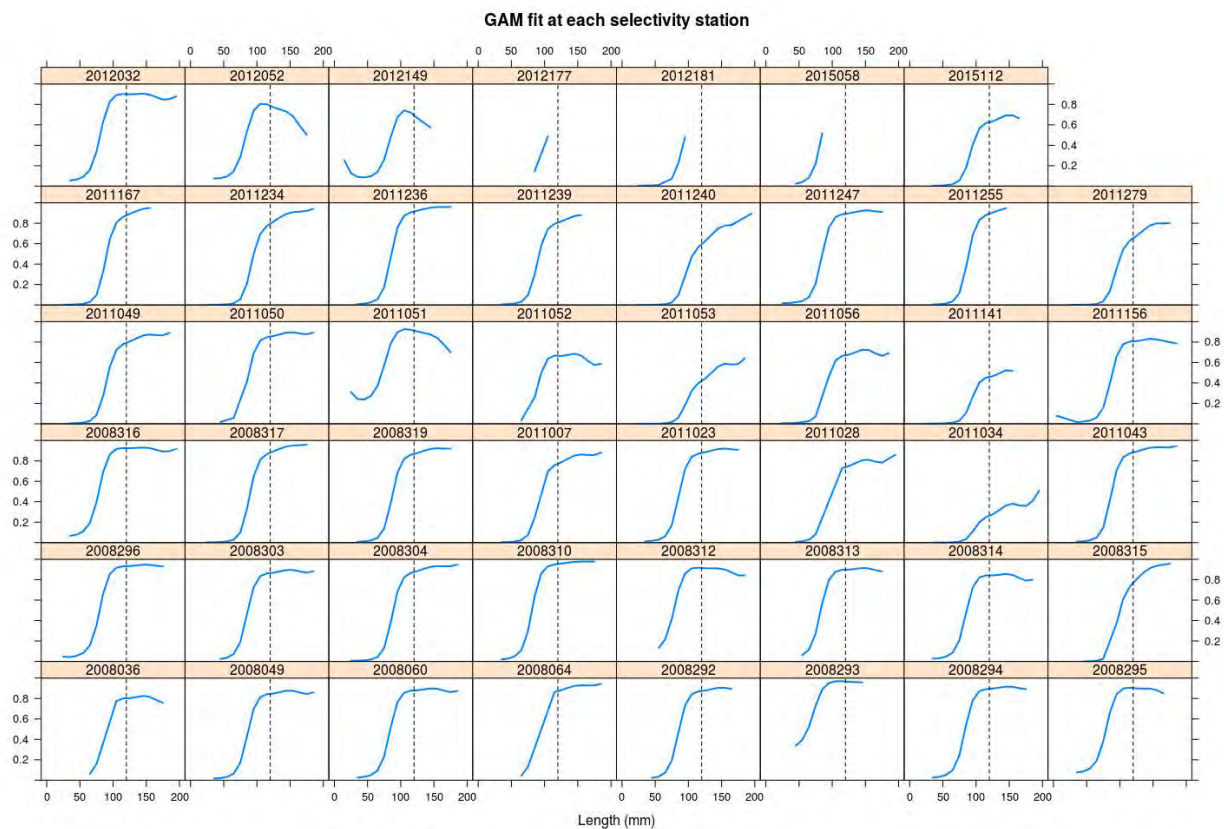 GAM fit at each selectivity station
0 50 100 150 200 0 50 100 150 200 0 50 100 150 200
2012032 2012052 2012149 2012177 2012181 2015058 2015112
0.8
0.6
0.4
0.2
2011167 2011234 2011236 2011239 2011240 2011247 2011255 2011279
0.8
0.6
0.4
0.2
2011049 2011050 2011051 2011052 2011053 2011056 2011141 2011156
0.8
0.6
0.4
0.2
2008316 2008317 2008319 2011007 2011023 2011028 2011034 2011043
0.8
0.6
0.4
0.2
2008296 2008303 2008304 2008310 2008312 2008313 2008314 2008315
0.8
0.6
0.4
0.2
2008036 2008049 2008060 2008064 2008292 2008293 2008294 2008295
0.8
0.6
0.4
0.2
0 50 100 150 200 0 50 100 150 200 0 50 100 150 200 0 50 100 150 200
Length (mm)